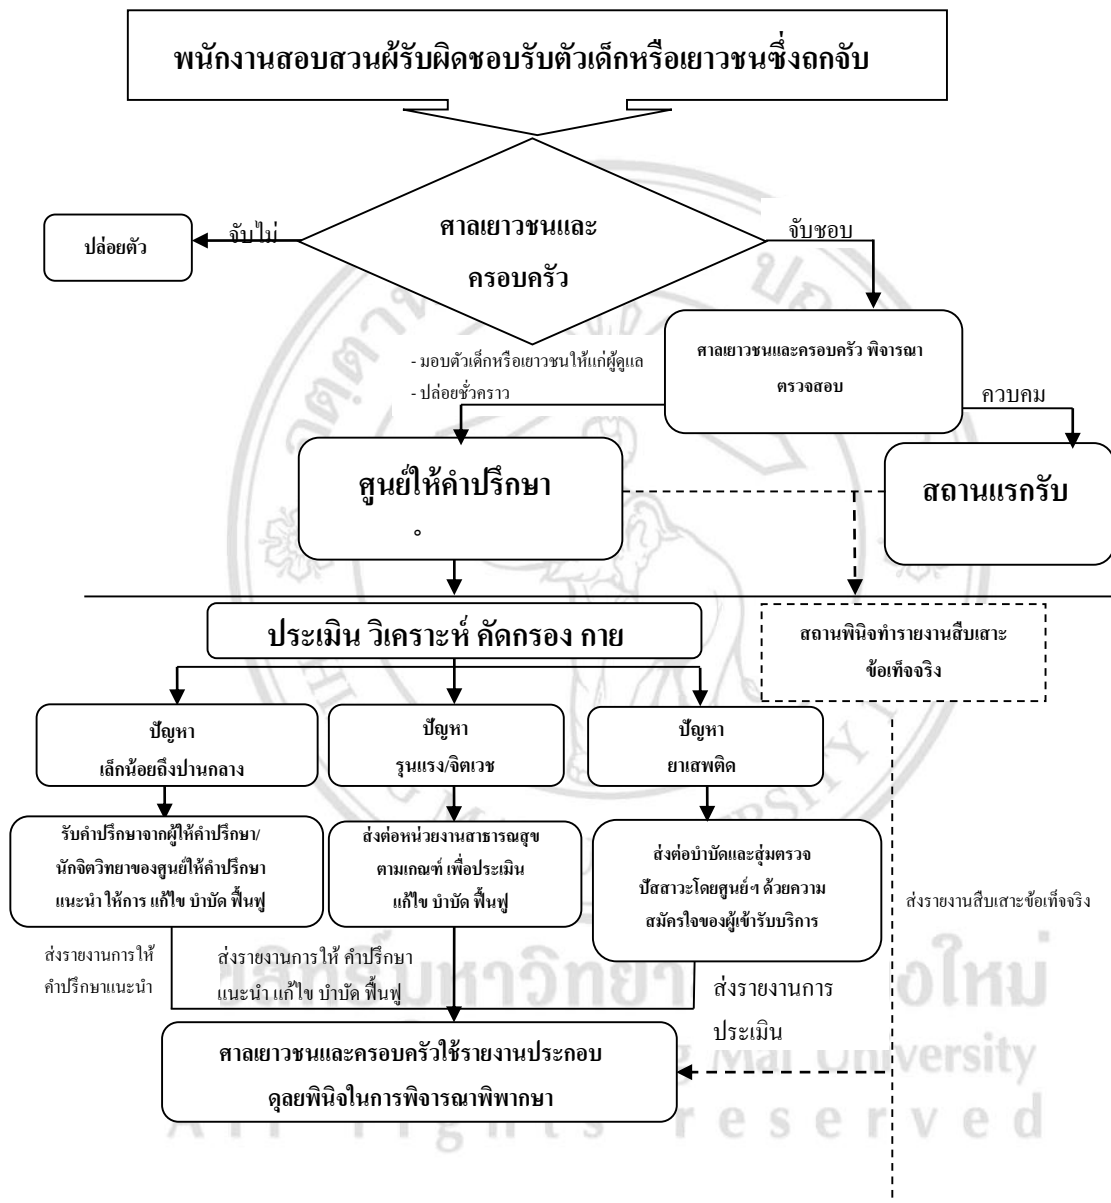 พนักงานสอบสวนผ้รับผิดชอบรับตัวเด็กหรือเยาวชนซึ่งถกจับ
ศาลเยาวชนและ
ครอบครัว
จับไม่
ปล่อยตัว
จับชอบ
ศาลเยาวชนและครอบครัว พิจารณา
ตรวจสอบ
- มอบตัวเด็กหรือเยาวชนให้แก่ผู้ดูแล
- ปล่อยชั่วคราว
ควบคม
ศูนย์ให้คำปรึกษา
สถานแรกรับ
ประเมิน วิเคราะห์ คัดกรอง กาย
สถานพินิจทำรายงานสืบเสาะ
ข้อเท็จจริง
ปัญหา
เล็กน้อยถึงปานกลาง
ปัญหา
รุนแรง/จิตเวช
ปัญหา
ยาเสพติด
รับคำปรึกษาจากผู้ให้คำปรึกษา/
นักจิตวิทยาของศูนย์ให้คำปรึกษา
แนะนำ ให้การ แก้ไข บำบัด ฟื้นฟู
ส่งต่อหน่วยงานสาธารณสุข
ตามเกณฑ์ เพื่อประเมิน
แก้ไข บำบัด ฟื้นฟู
ส่งต่อบำบัดและสุ่มตรวจ
ปัสสาวะโดยศูนย์ฯ ด้วยความ
สมัครใจของผู้เข้ารับบริการ
ส่งรายงานสืบเสาะข้อเท็จจริง
ส่งรายงานการให้
คำปรึกษาแนะนำ
ส่งรายงานการให้ คำปรึกษา
แนะนำ แก้ไข บำบัด ฟื้นฟู
ส่งรายงานการ
ประเมิน
ศาลเยาวชนและครอบครัวใช้รายงานประกอบ
ดุลยพินิจในการพิจารณาพิพากษา
University
reserved